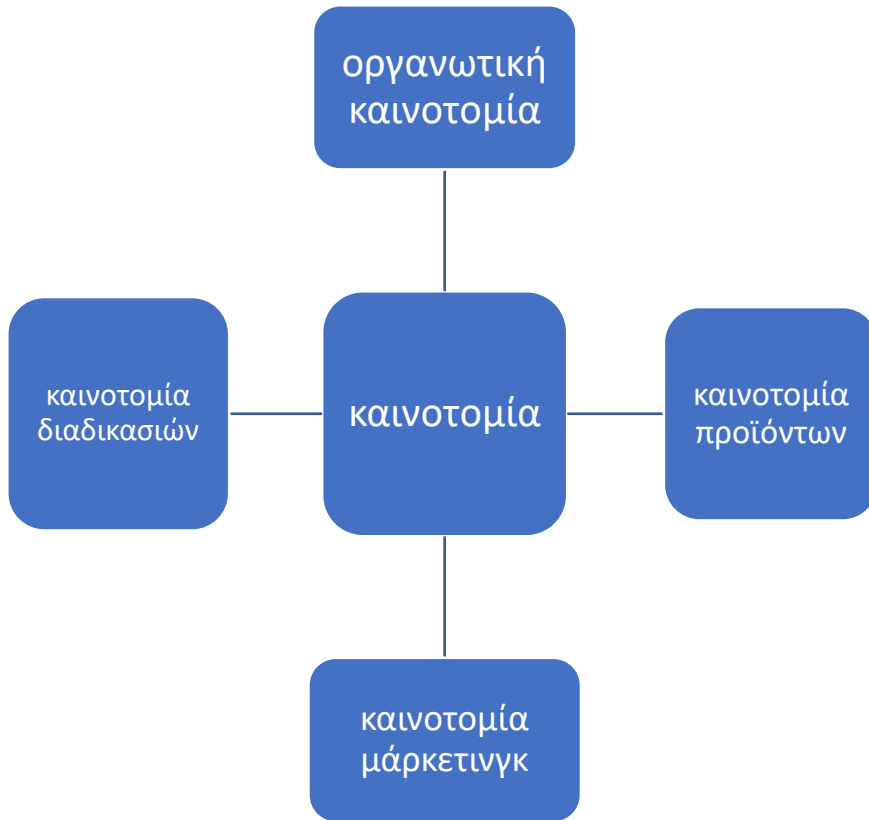 οργανωτική
καινοτομία
καινοτομία
διαδικασιών
καινοτομία
καινοτομία
προϊόντων
καινοτομία
μάρκετινγκ